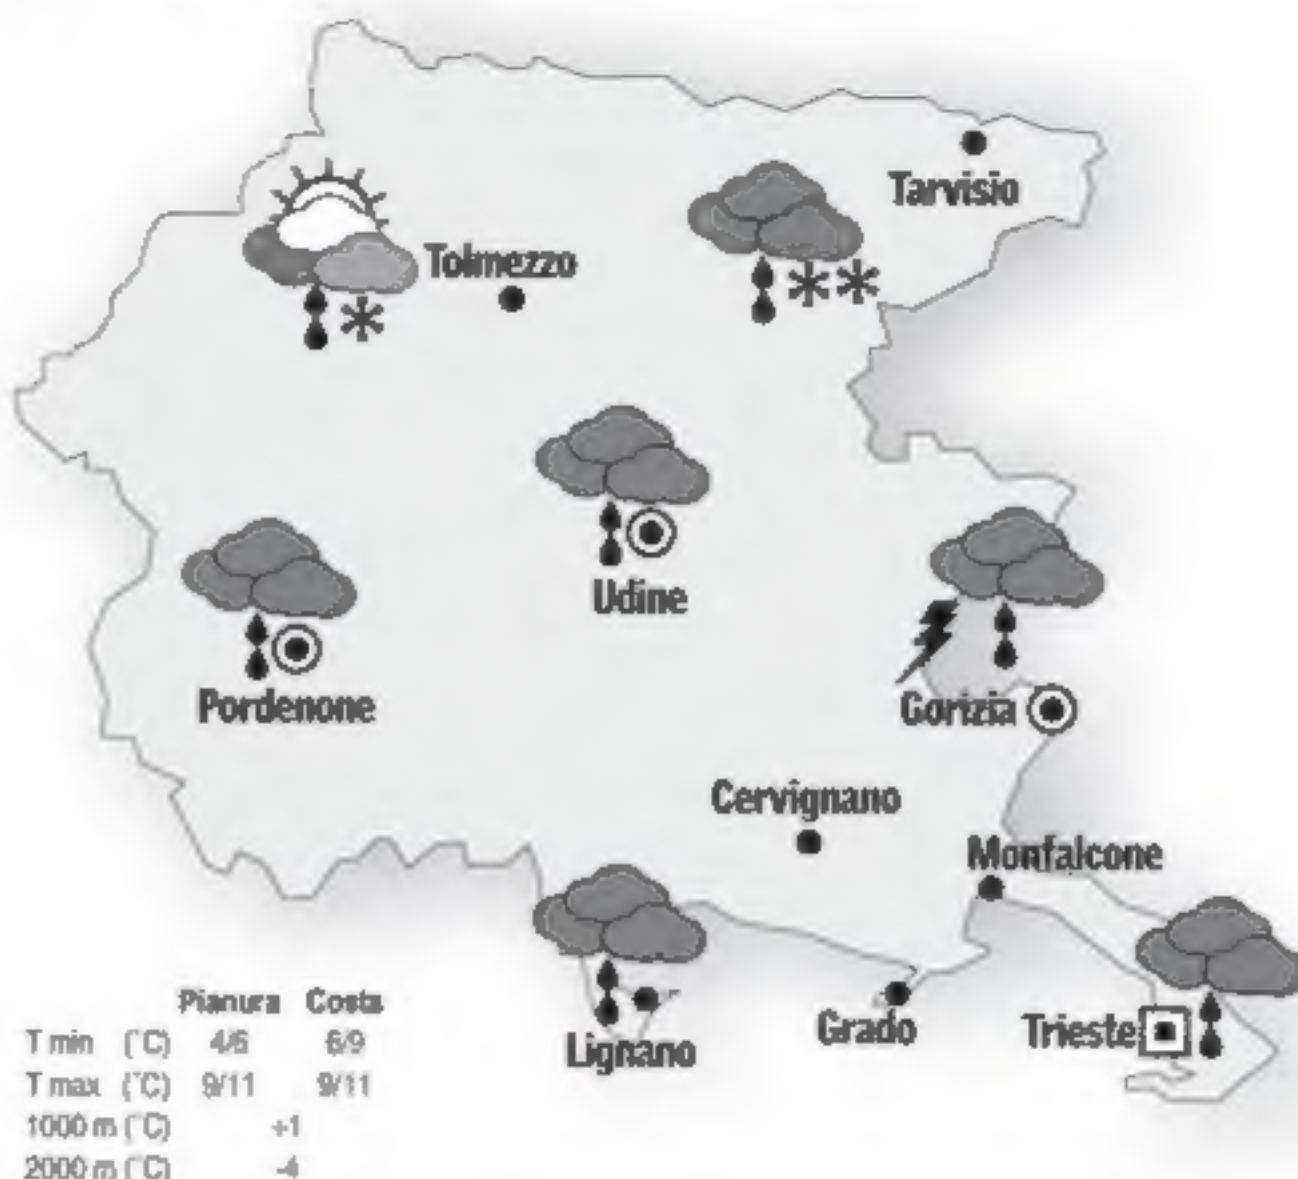 Tarvisio
Tolmezzo
Udine
Pordenone
Gorizia
Cervignano
Monfalcone
Grado
Trieste
Lignano
Pianura Costa
T min (°C) 4/6 6/9
T max (°C) 9/11 9/11
1000 m (°C) +1
2000 m (°C) -4